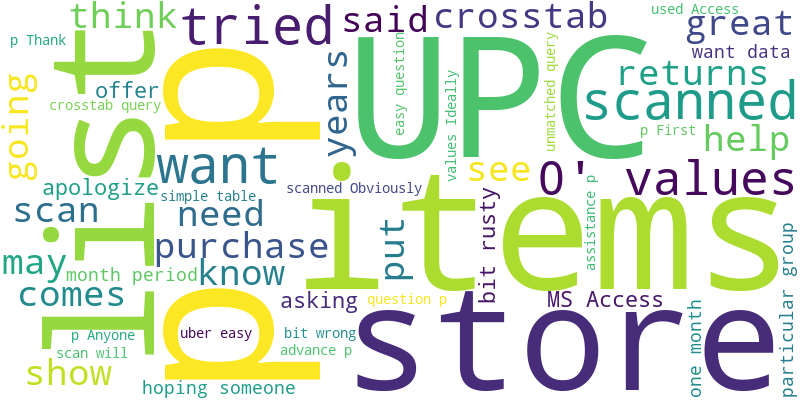 think
tried
said
crosstab
used Access
great
p Thank
want data
list
p
UPC
years
easy question
unmatched query
returns
offer
crosstab query
going
values Ideally
scanned
p First
help
want
see
O'
values
apologize
simple table
scanned Obviously
scan
need
put
bit rusty
assistance p
items
purchase
particular group
may
month period
know
comes
asking
question p
MS Access
one month
p
store
p Anyone
uber easy
bit wrong
scan will
advance p
show
hoping someone